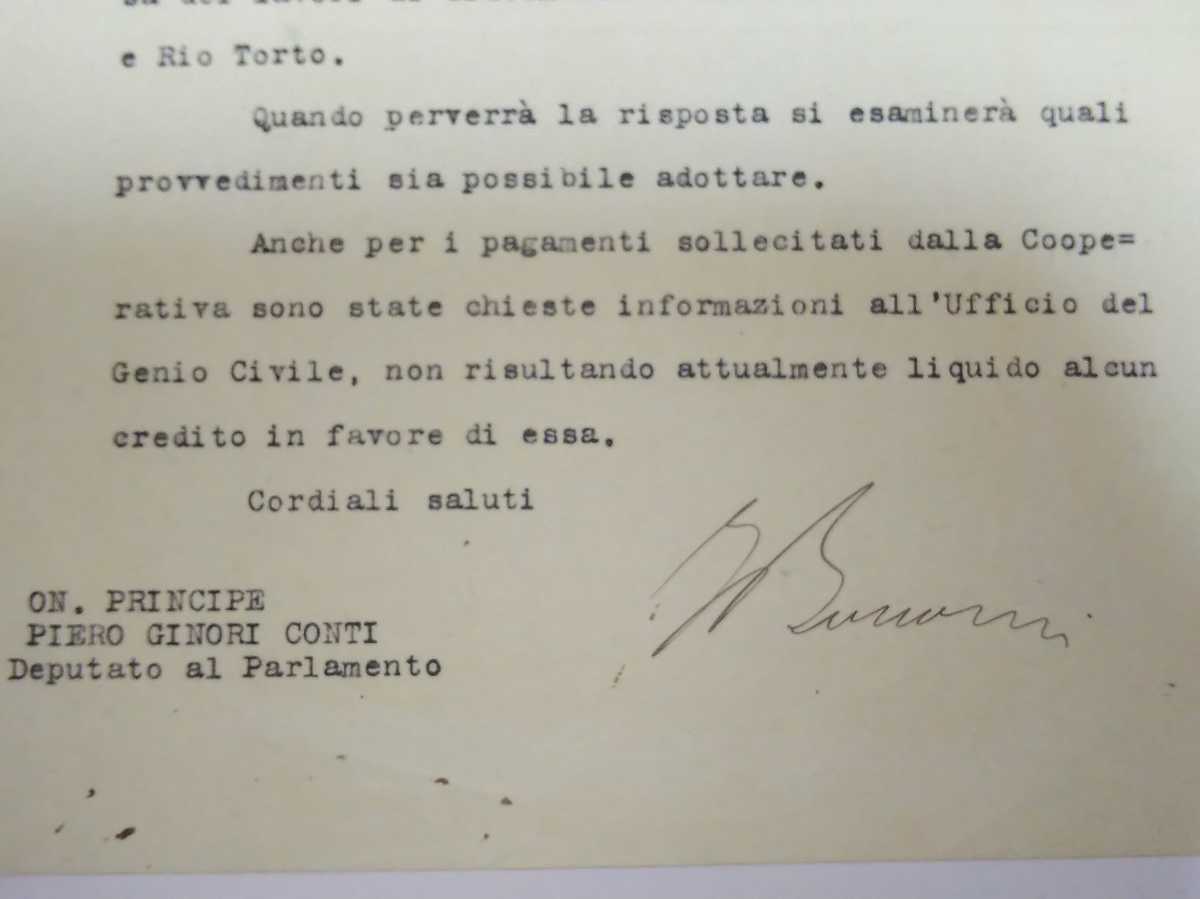 e Rio Torto.
Quando perverrà la risposta si esaminerà quali
provvedimenti sia possibile adottare.
Anche per i pagamenti sollecitati dalla Coope=
rativa sono state chieste informazioni all'Ufficio del
Genio Civile, non risultando attualmente liquido alcun
credito in favore di essa.
Cordiali saluti
Bonomi
ON. PRINCIPE
PIERO GINORI CONTI
Deputato al Parlamento